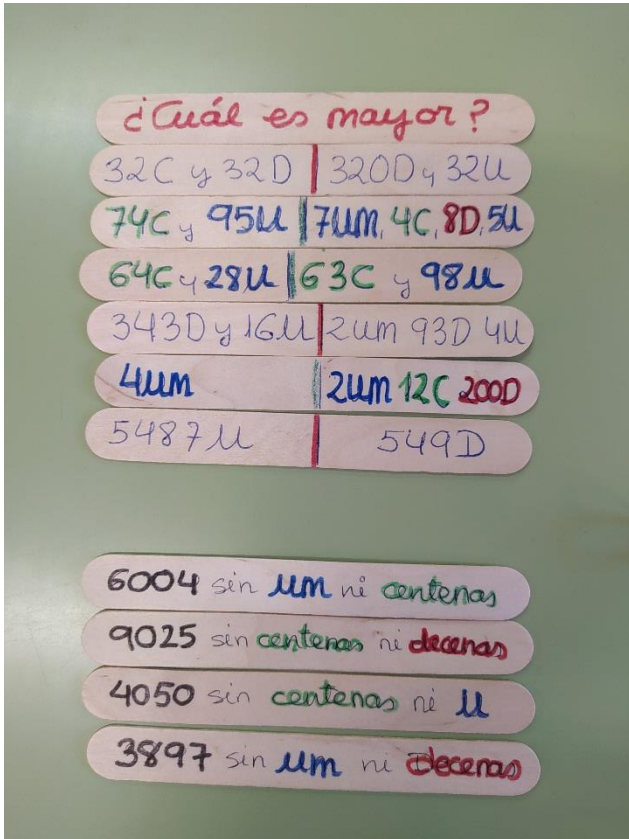 ¿Cuál es mayor?
32C y 32D | 320D y 32U
74C y 95U | 7UM, 4C, 8D, 5U
64C y 28U | 63C y 98U
343D y 16U | 2UM 93D 4U
4UM | 2UM 12C 200D
5487U | 549D
6004 sin UM ni centenas
9025 sin centenas ni decenas
4050 sin centenas ni U
3897 sin UM ni decenas